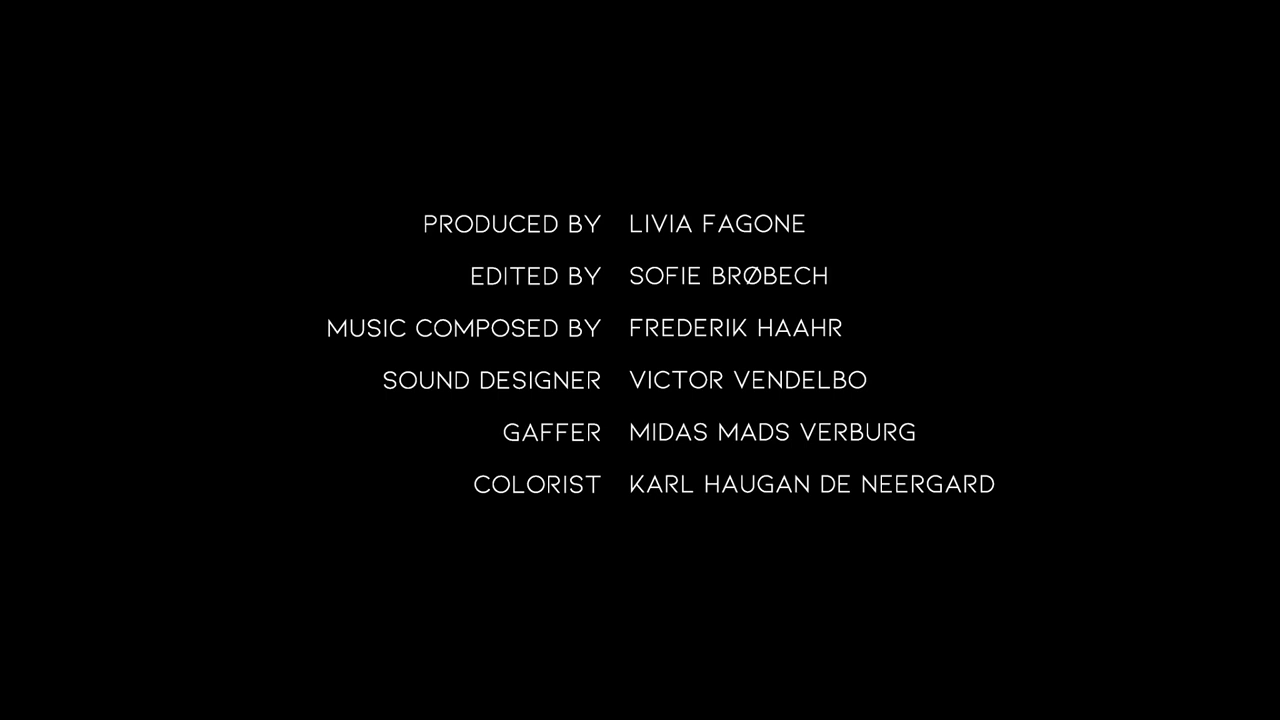 PRODUCED BY LIVIA FAGONE
EDITED BY SOFIE BRØBECH
MUSIC COMPOSED BY FREDERIK HAAHR
SOUND DESIGNER VICTOR VENDELBO
GAFFER MIDAS MADS VERBURG
COLORIST KARL HAUGAN DE NEERGARD